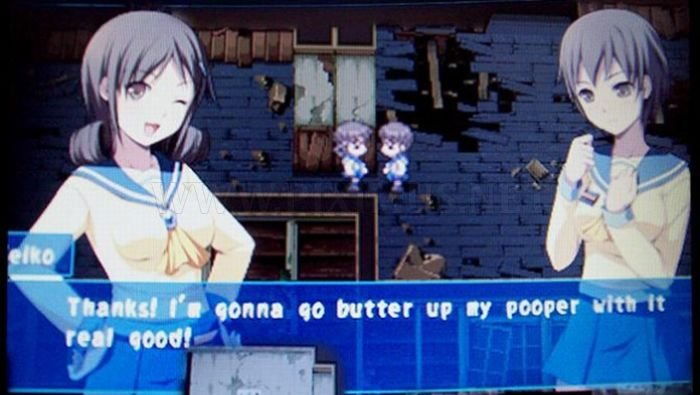 eiko
Thanks! I'm gonna go butter up my pooper with it
real good!